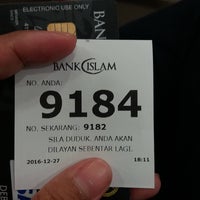 ELECTRONIC USE ONLY
BANK
BANK ISLAM
NO. ANDA:
9184
NO. SEKARANG: 9182
SILA DUDUK. ANDA AKAN
DILAYAN SEBENTAR LAGI.
2016-12-27 18:11